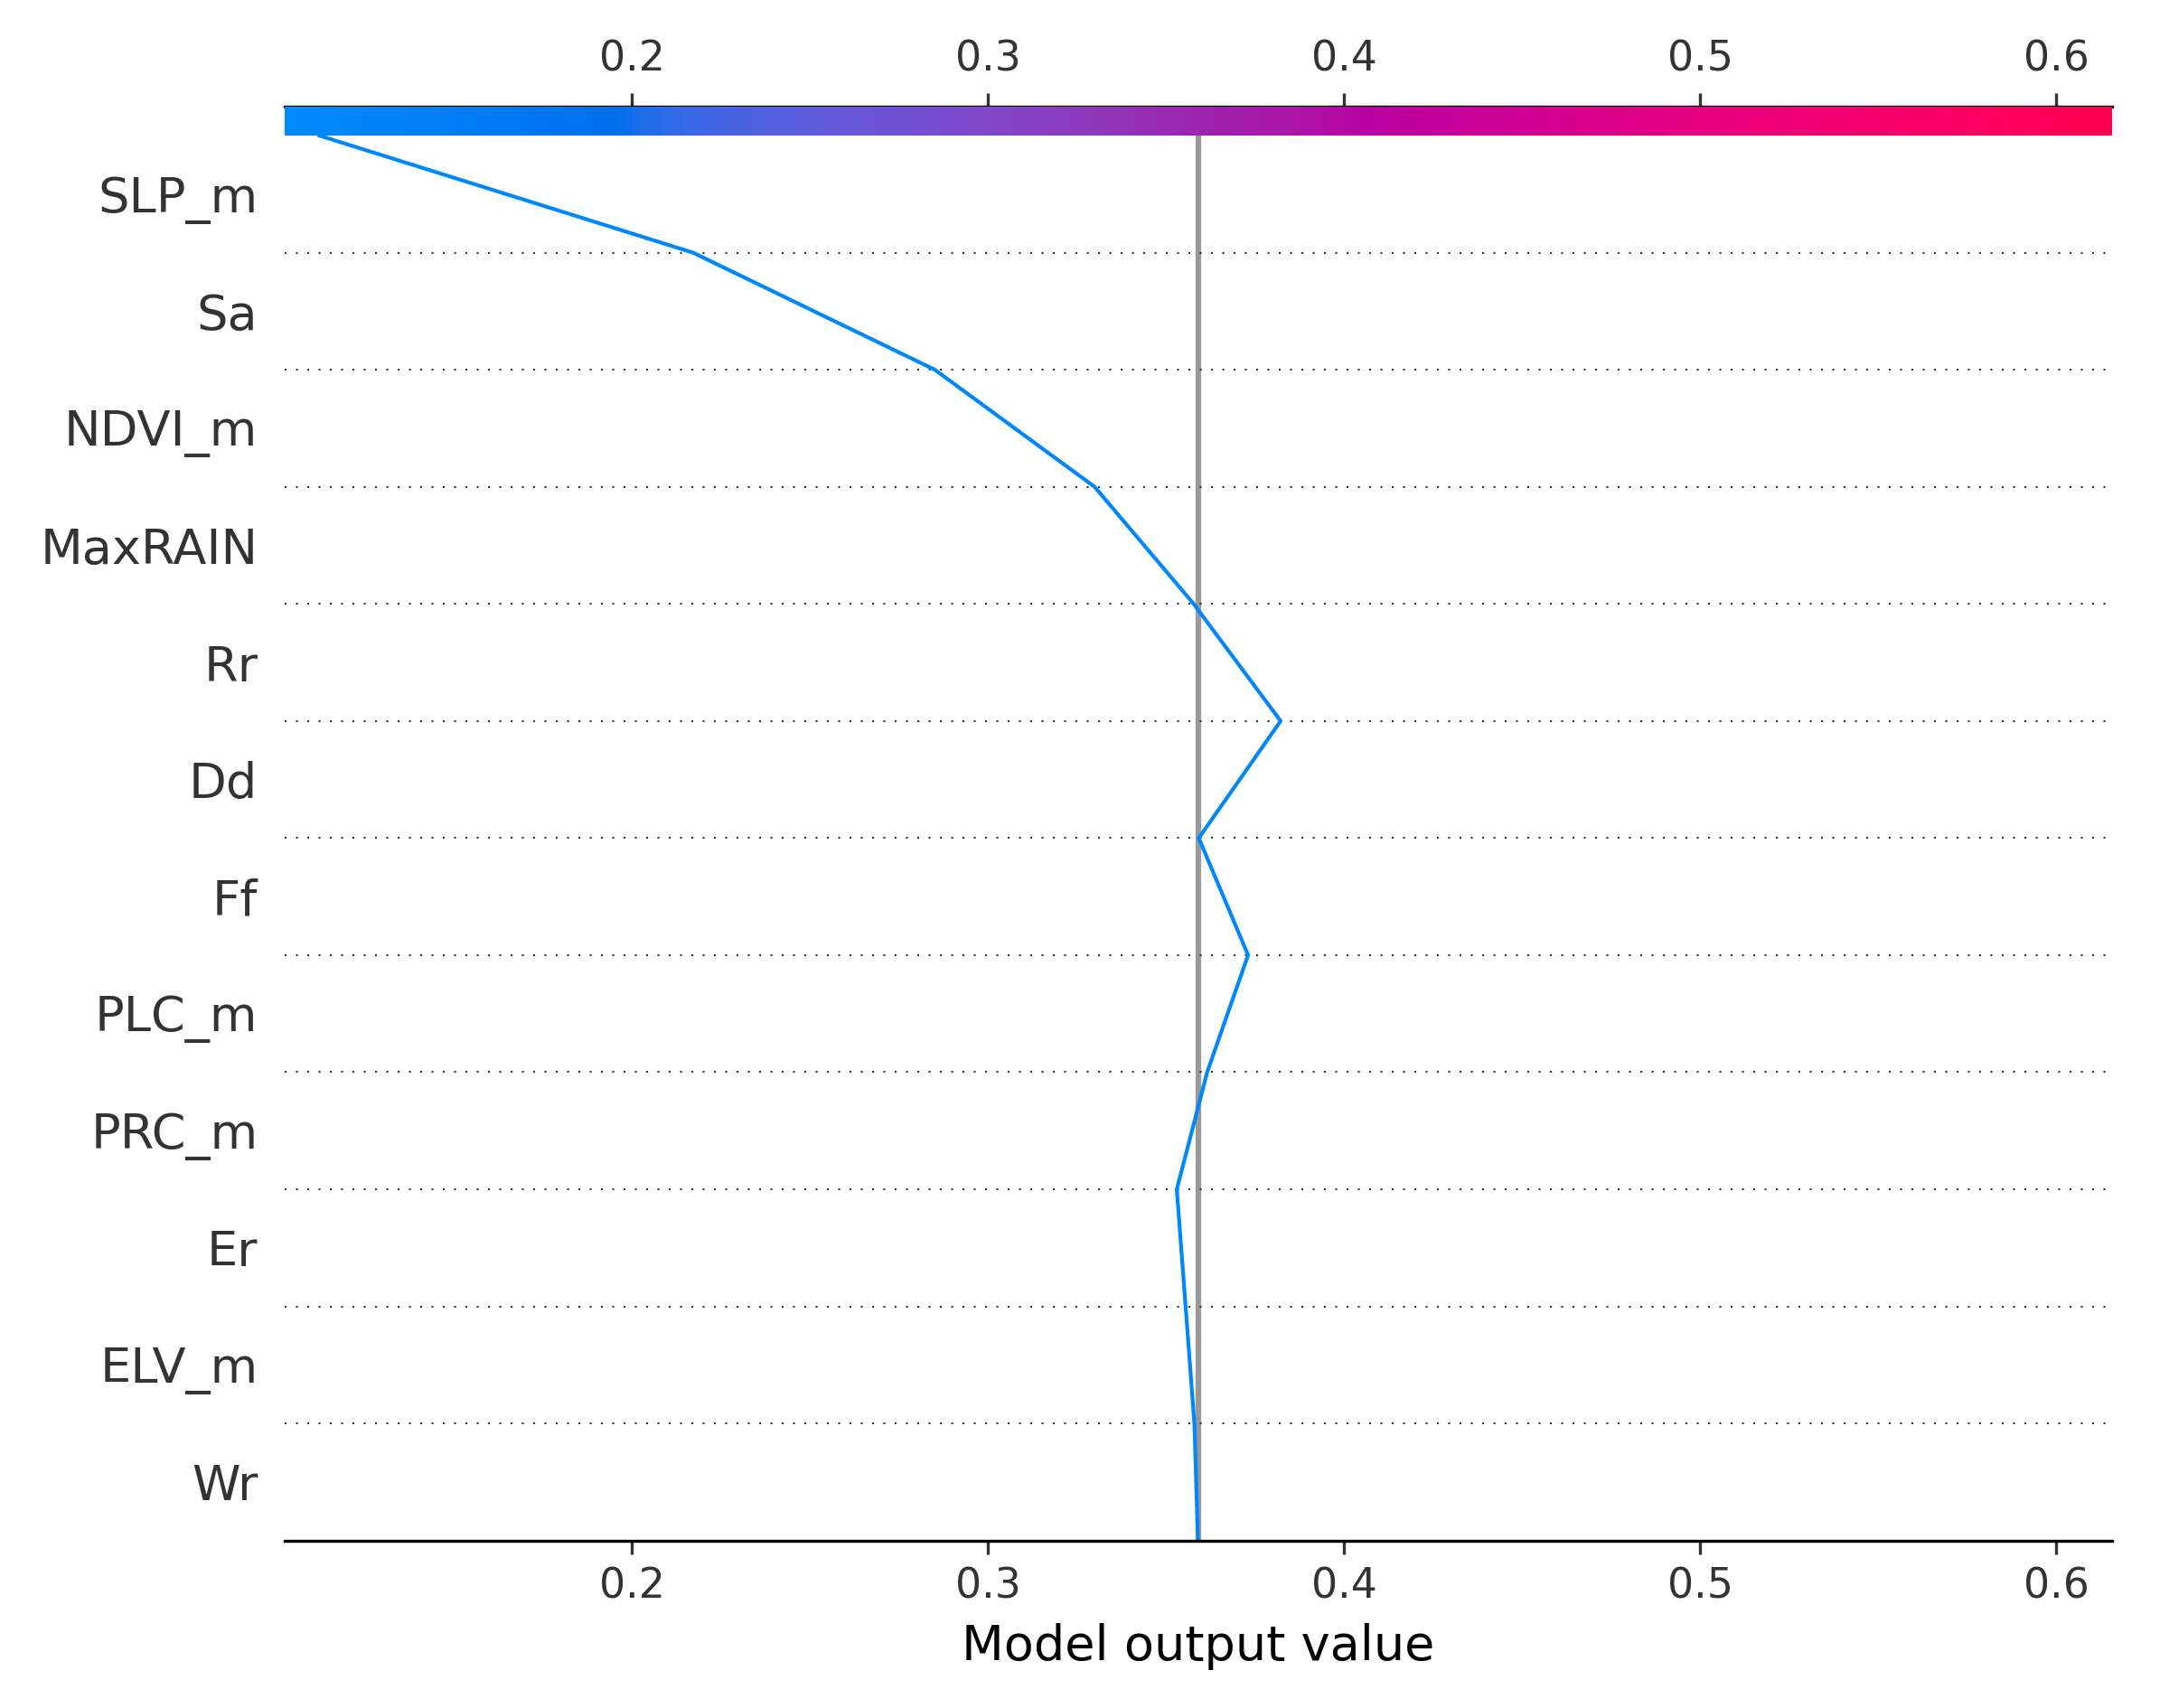 0.2 0.3 0.4 0.5 0.6
SLP_m
Sa
NDVI_m
MaxRAIN
Rr
Dd
Ff
PLC_m
PRC_m
Er
ELV_m
Wr
0.2 0.3 0.4 0.5 0.6
Model output value